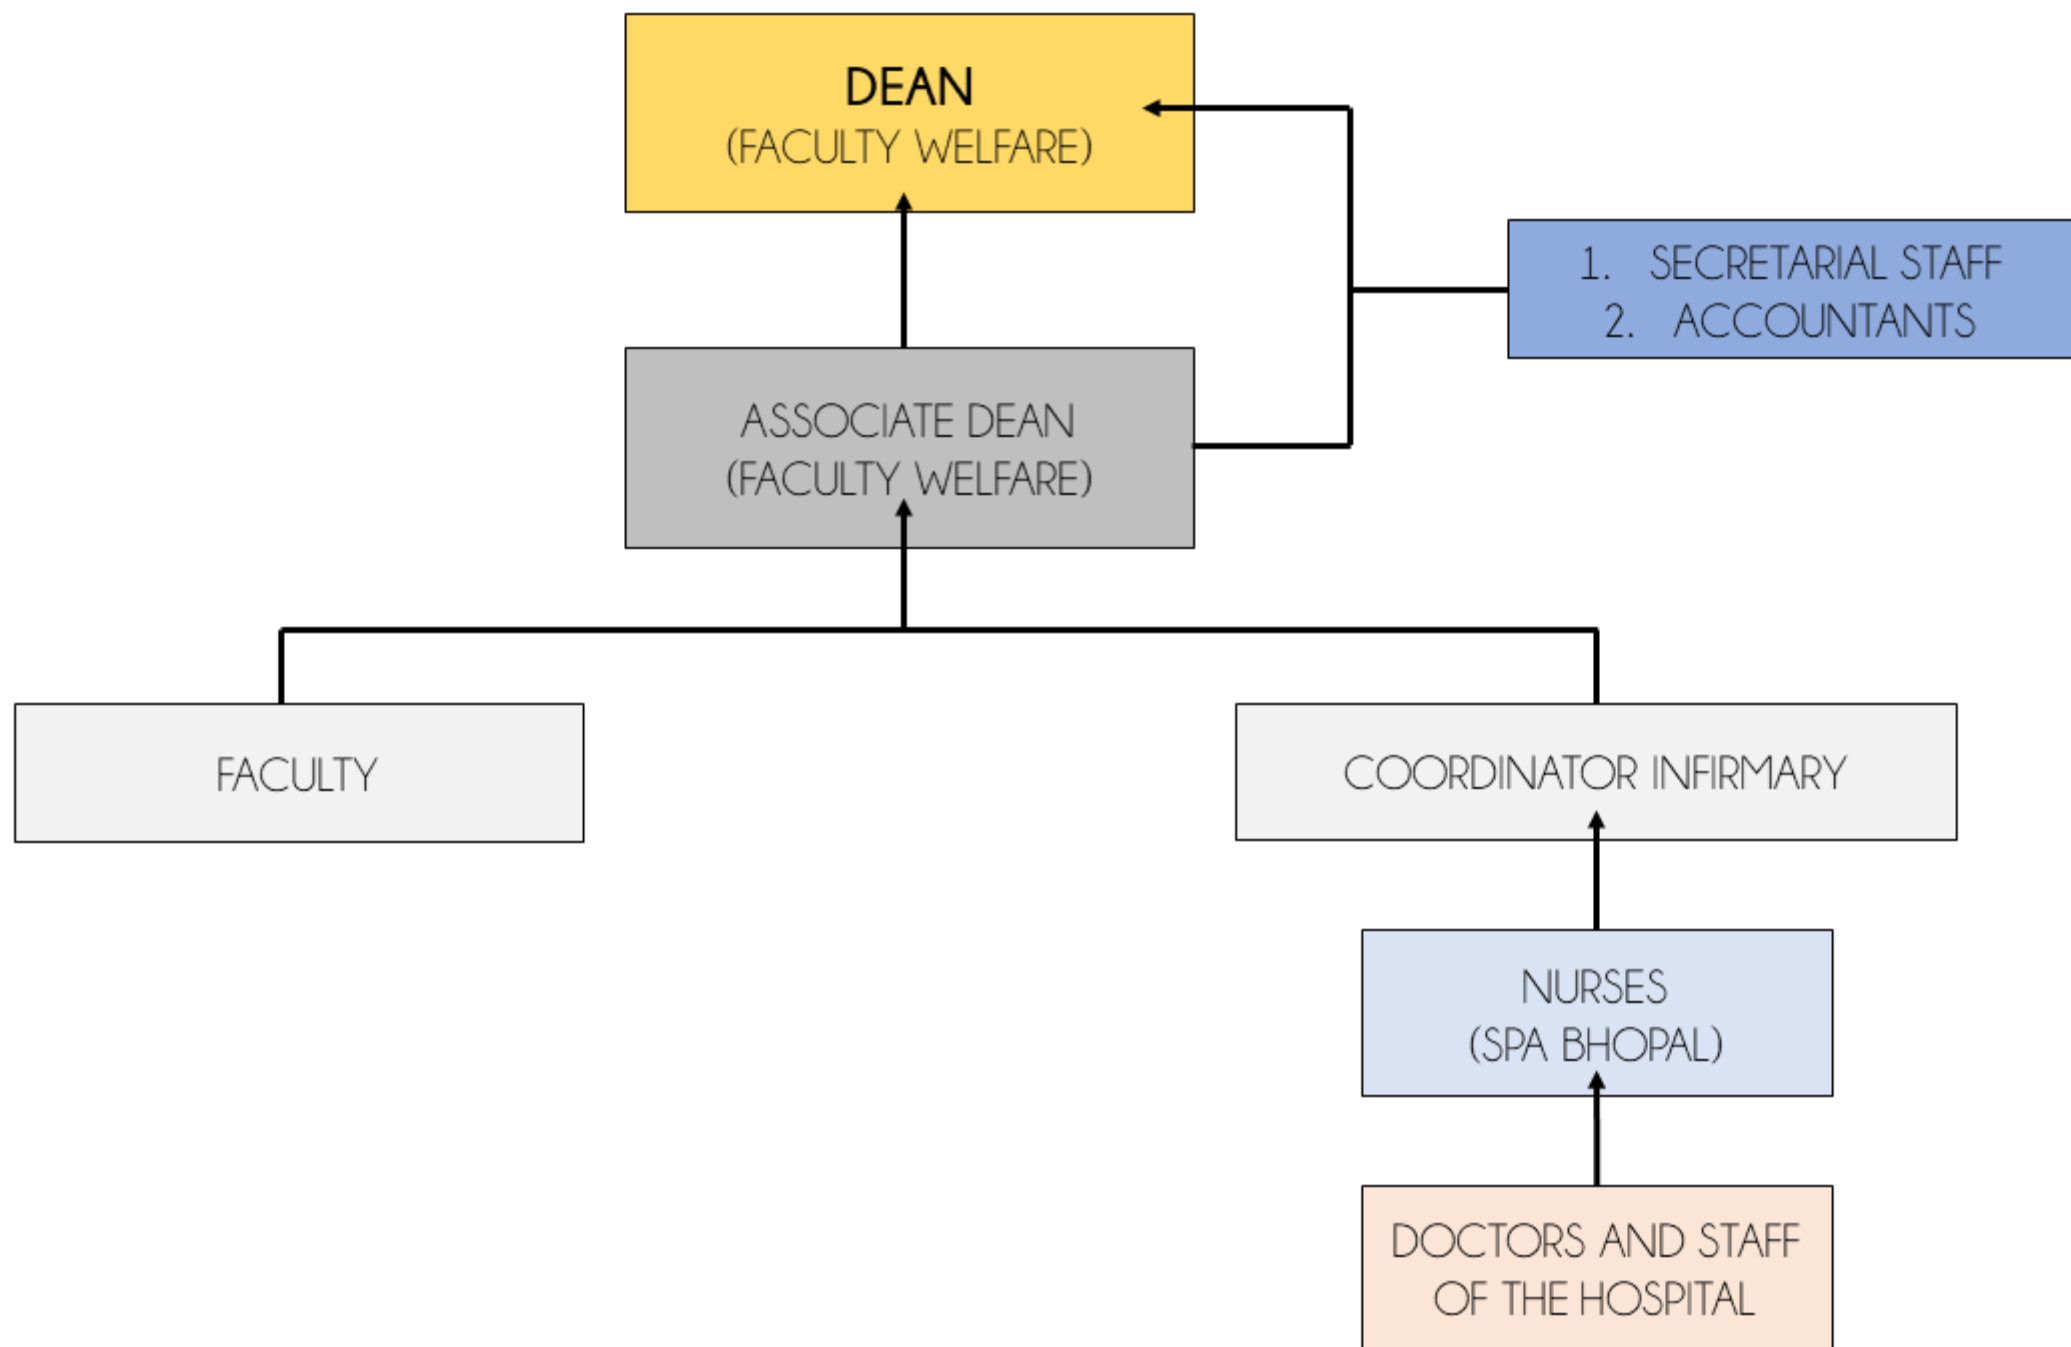 DEAN
(FACULTY WELFARE)
1. SECRETARIAL STAFF
2. ACCOUNTANTS
ASSOCIATE DEAN
(FACULTY WELFARE)
FACULTY
COORDINATOR INFIRMARY
NURSES
(SPA BHOPAL)
DOCTORS AND STAFF
OF THE HOSPITAL